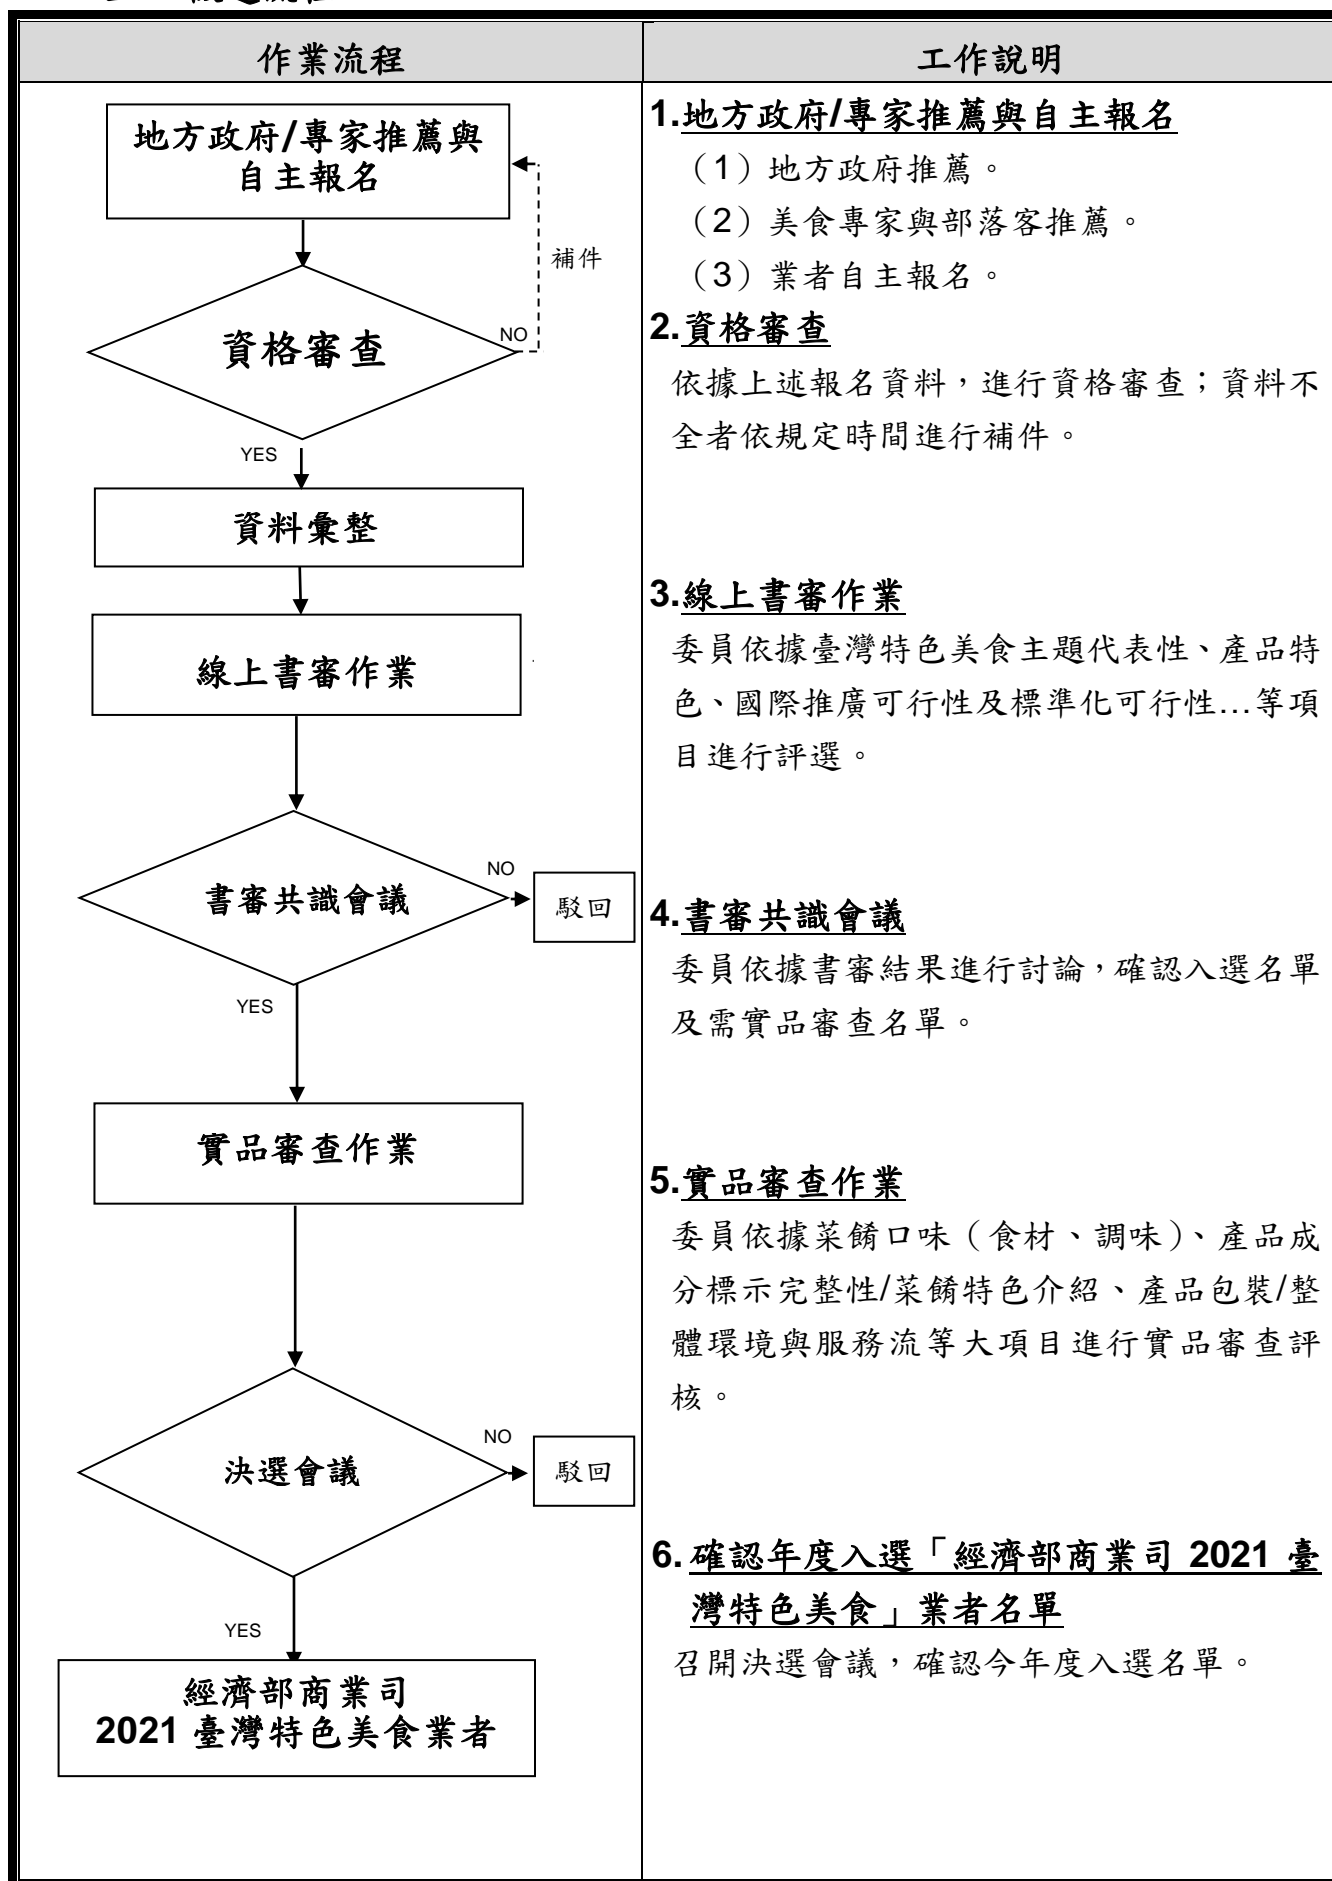 作業流程
工作說明
地方政府/專家推薦與
自主報名
補件
資格審查
NO
YES
資料彙整
線上書審作業
書審共識會議
NO
駁回
YES
實品審查作業
決選會議
NO
駁回
YES
經濟部商業司
2021 臺灣特色美食業者
1.地方政府/專家推薦與自主報名
（1）地方政府推薦。
（2）美食專家與部落客推薦。
（3）業者自主報名。
2.資格審查
依據上述報名資料，進行資格審查；資料不
全者依規定時間進行補件。
3.線上書審作業
委員依據臺灣特色美食主題代表性、產品特
色、國際推廣可行性及標準化可行性…等項
目進行評選。
4.書審共識會議
委員依據書審結果進行討論，確認入選名單
及需實品審查名單。
5.實品審查作業
委員依據菜餚口味（食材、調味）、產品成
分標示完整性/菜餚特色介紹、產品包裝/整
體環境與服務流等大項目進行實品審查評
核。
6.確認年度入選「經濟部商業司 2021 臺
灣特色美食」業者名單
召開決選會議，確認今年度入選名單。